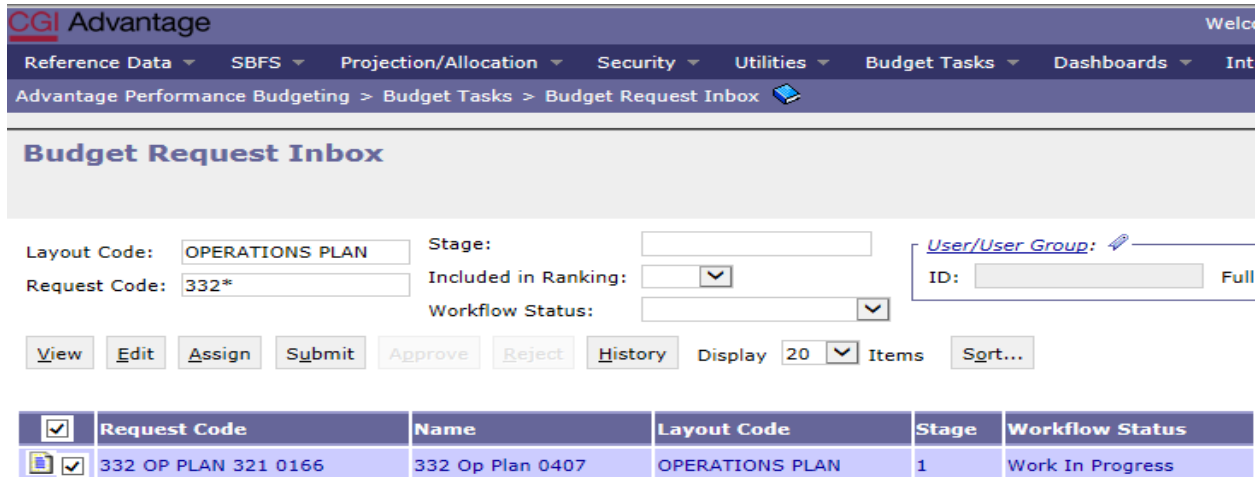 CGI Advantage
Welco
Reference Data SBFS Projection/Allocation Security Utilities Budget Tasks Dashboards Int
Advantage Performance Budgeting > Budget Tasks > Budget Request Inbox
Budget Request Inbox
Layout Code: OPERATIONS PLAN Stage: User/User Group:
Request Code: 332* Included in Ranking: ID: Full
Workflow Status:
View Edit Assign Submit Approve Reject History Display 20 Items Sort...
Request Code Name Layout Code Stage Workflow Status
332 OP PLAN 321 0166 332 Op Plan 0407 OPERATIONS PLAN 1 Work In Progress